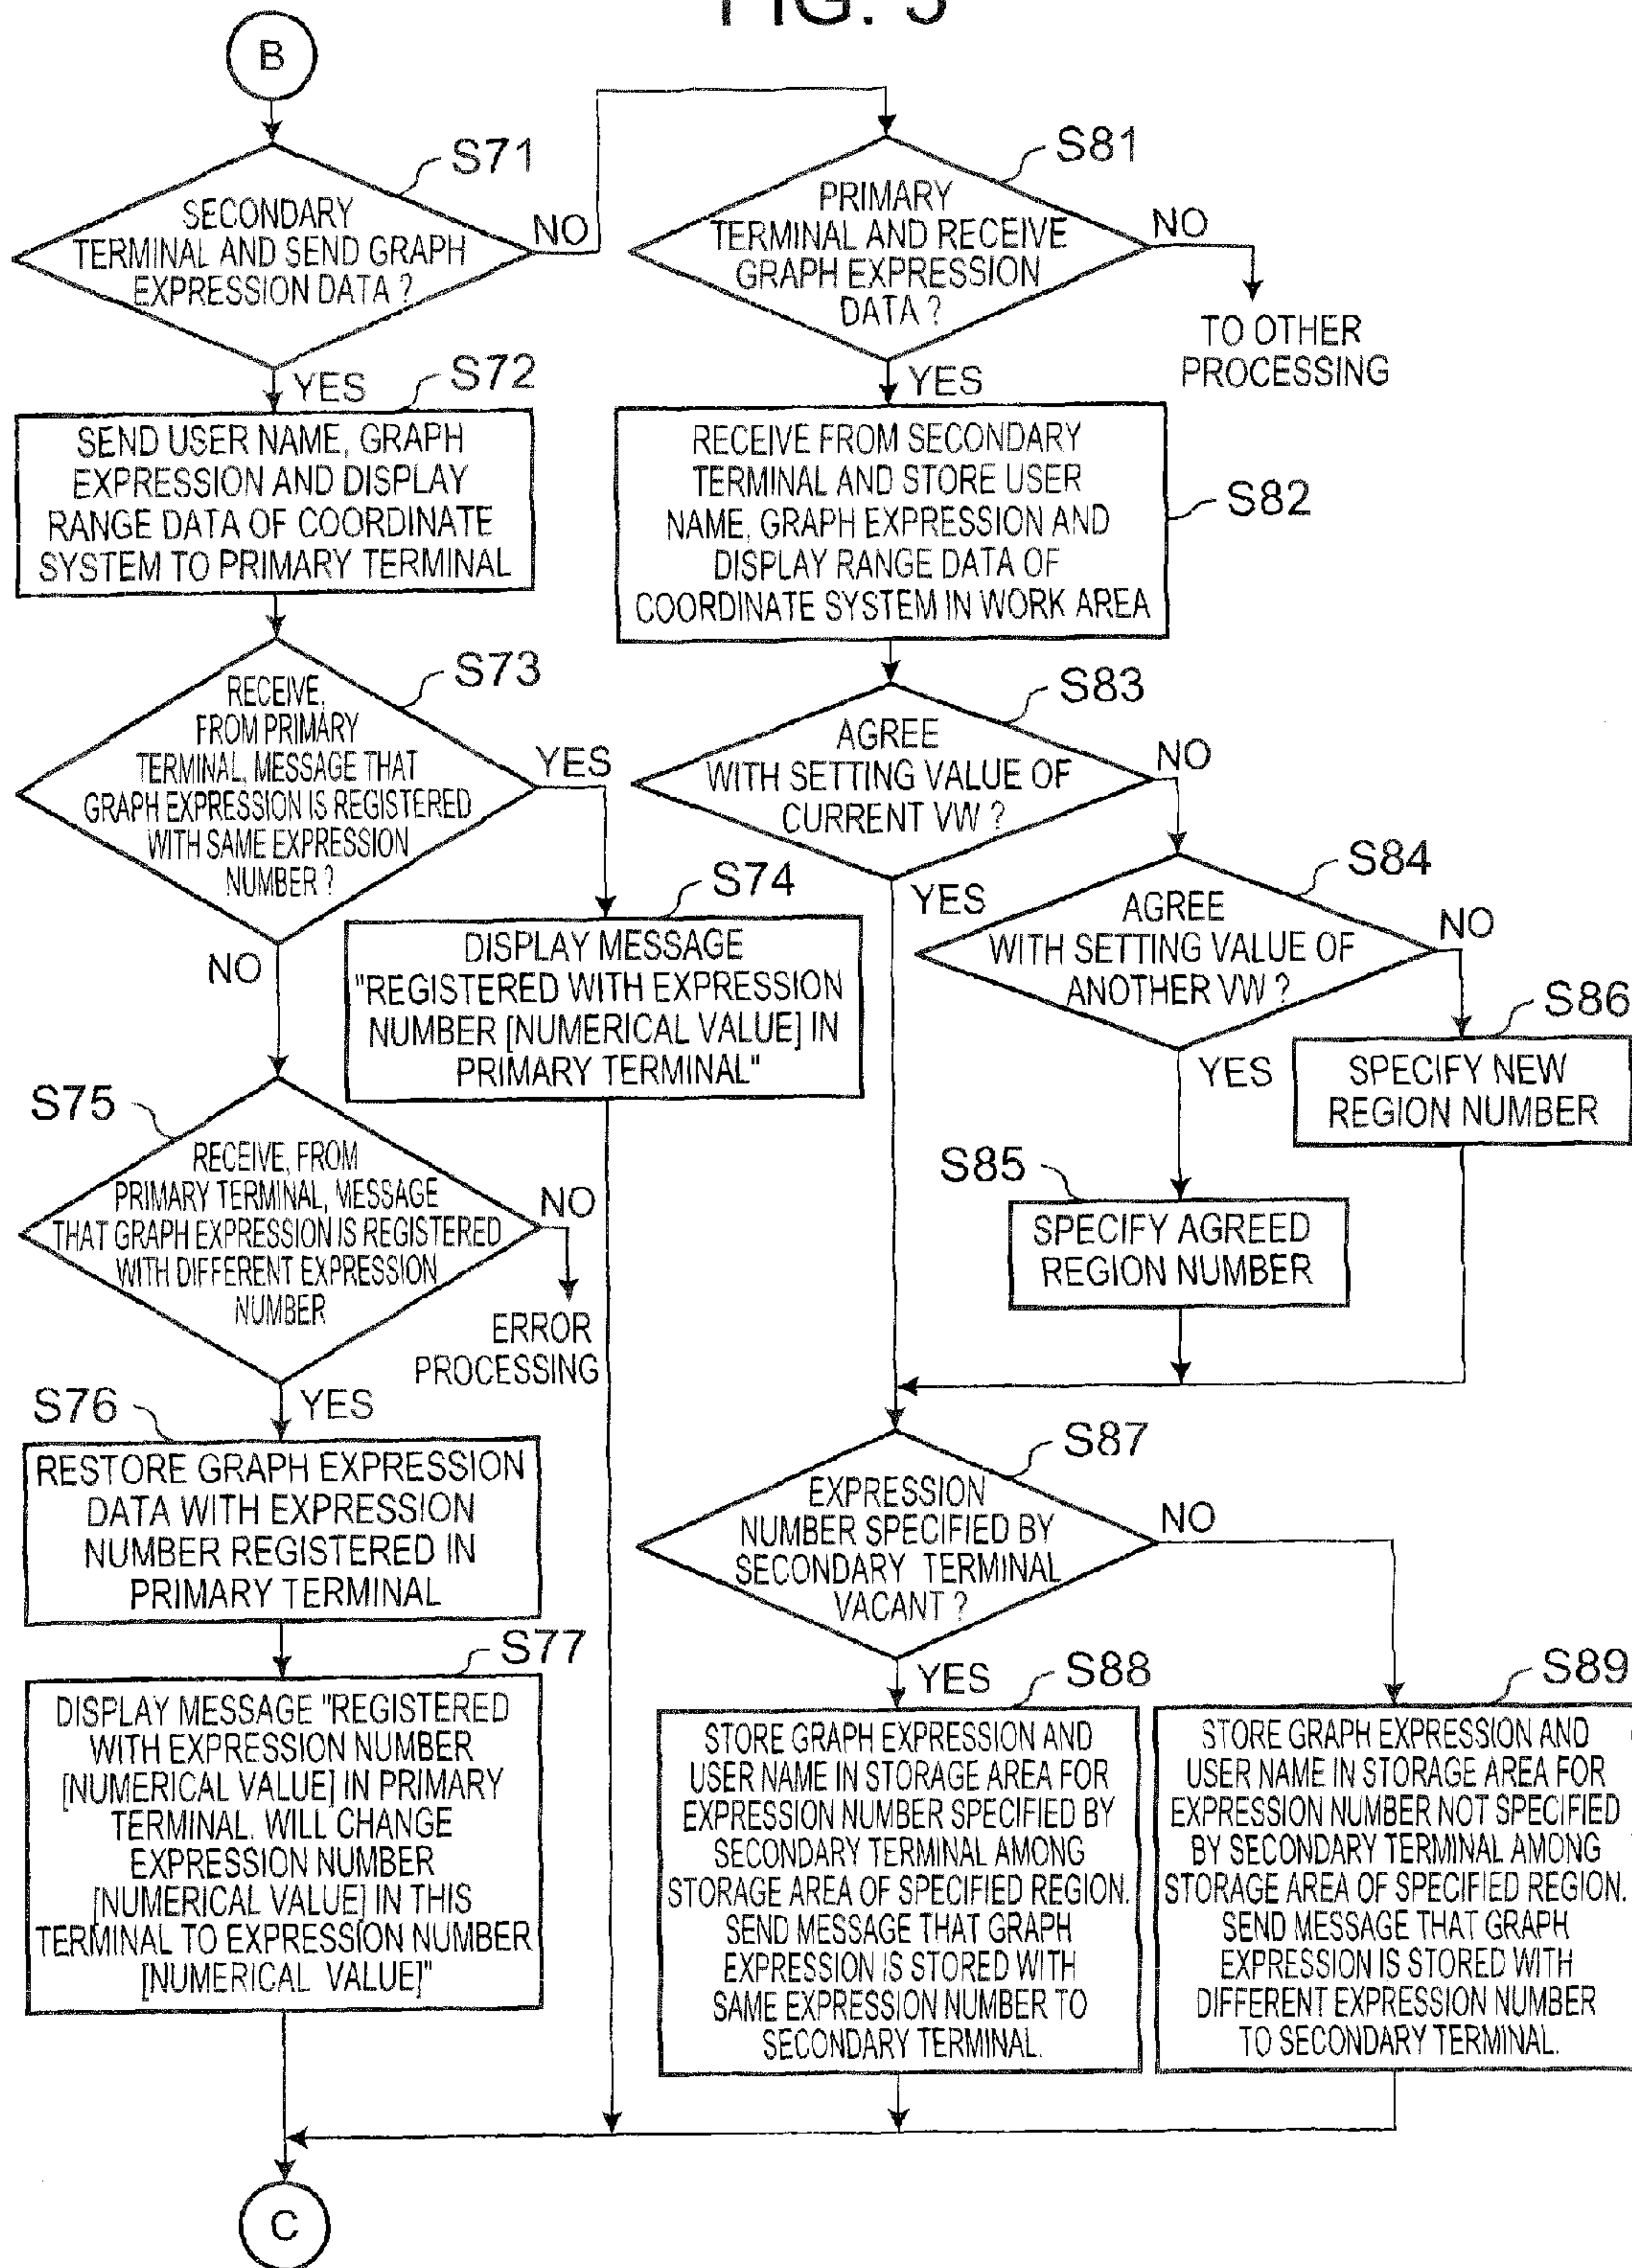 FIG. 5
B
S71
SECONDARY
TERMINAL AND SEND GRAPH
EXPRESSION DATA ?
NO
YES
S72
SEND USER NAME, GRAPH
EXPRESSION AND DISPLAY
RANGE DATA OF COORDINATE
SYSTEM TO PRIMARY TERMINAL
S73
RECEIVE,
FROM PRIMARY
TERMINAL, MESSAGE THAT
GRAPH EXPRESSION IS REGISTERED
WITH SAME EXPRESSION
NUMBER ?
YES
NO
S74
DISPLAY MESSAGE
"REGISTERED WITH EXPRESSION
NUMBER [NUMERICAL VALUE] IN
PRIMARY TERMINAL"
S75
RECEIVE, FROM
PRIMARY TERMINAL, MESSAGE
THAT GRAPH EXPRESSION IS REGISTERED
WITH DIFFERENT EXPRESSION
NUMBER
NO
ERROR
PROCESSING
YES
S76
RESTORE GRAPH EXPRESSION
DATA WITH EXPRESSION
NUMBER REGISTERED IN
PRIMARY TERMINAL
S77
DISPLAY MESSAGE "REGISTERED
WITH EXPRESSION NUMBER
[NUMERICAL VALUE] IN PRIMARY
TERMINAL. WILL CHANGE
EXPRESSION NUMBER
[NUMERICAL VALUE] IN THIS
TERMINAL TO EXPRESSION NUMBER
[NUMERICAL VALUE]"
C
S81
PRIMARY
TERMINAL AND RECEIVE
GRAPH EXPRESSION
DATA ?
NO
TO OTHER
PROCESSING
YES
S82
RECEIVE FROM SECONDARY
TERMINAL AND STORE USER
NAME, GRAPH EXPRESSION AND
DISPLAY RANGE DATA OF
COORDINATE SYSTEM IN WORK AREA
S83
AGREE
WITH SETTING VALUE OF
CURRENT VW ?
NO
YES
S84
AGREE
WITH SETTING VALUE OF
ANOTHER VW ?
NO
YES
S86
SPECIFY NEW
REGION NUMBER
S85
SPECIFY AGREED
REGION NUMBER
S87
EXPRESSION
NUMBER SPECIFIED BY
SECONDARY TERMINAL
VACANT ?
NO
YES
S88
STORE GRAPH EXPRESSION AND
USER NAME IN STORAGE AREA FOR
EXPRESSION NUMBER SPECIFIED BY
SECONDARY TERMINAL AMONG
STORAGE AREA OF SPECIFIED REGION.
SEND MESSAGE THAT GRAPH
EXPRESSION IS STORED WITH
SAME EXPRESSION NUMBER TO
SECONDARY TERMINAL.
S89
STORE GRAPH EXPRESSION AND
USER NAME IN STORAGE AREA FOR
EXPRESSION NUMBER NOT SPECIFIED
BY SECONDARY TERMINAL AMONG
STORAGE AREA OF SPECIFIED REGION.
SEND MESSAGE THAT GRAPH
EXPRESSION IS STORED WITH
DIFFERENT EXPRESSION NUMBER
TO SECONDARY TERMINAL.